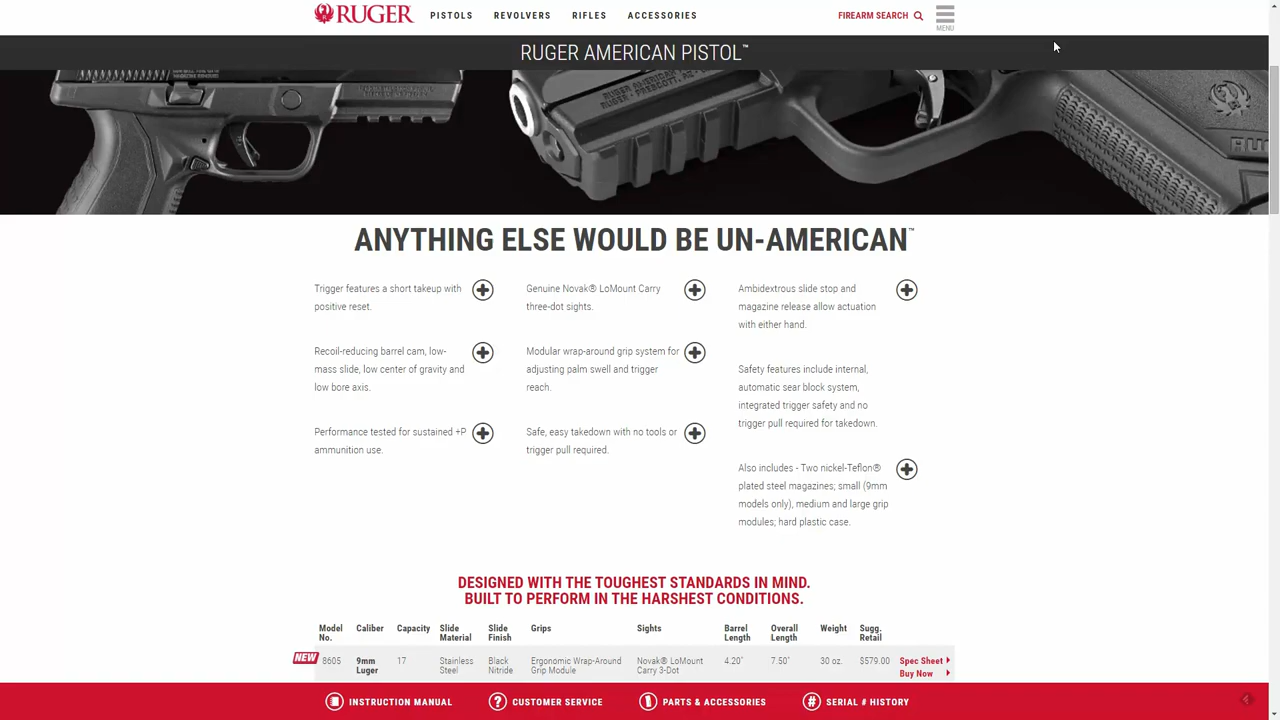 RUGER
PISTOLS REVOLVERS RIFLES ACCESSORIES
FIREARM SEARCH
MENU
RUGER AMERICAN PISTOL™
ANYTHING ELSE WOULD BE UN-AMERICAN™
Trigger features a short takeup with
positive reset.
Recoil-reducing barrel cam, low-
mass slide, low center of gravity and
low bore axis.
Performance tested for sustained +P
ammunition use.
Genuine Novak® LoMount Carry
three-dot sights.
Modular wrap-around grip system for
adjusting palm swell and trigger
reach.
Safe, easy takedown with no tools or
trigger pull required.
Ambidextrous slide stop and
magazine release allow actuation
with either hand.
Safety features include internal,
automatic sear block system,
integrated trigger safety and no
trigger pull required for takedown.
Also includes - Two nickel-Teflon®
plated steel magazines; small (9mm
models only), medium and large grip
modules; hard plastic case.
DESIGNED WITH THE TOUGHEST STANDARDS IN MIND.
BUILT TO PERFORM IN THE HARSHEST CONDITIONS.
Model No. Caliber Capacity Slide Material Slide Finish Grips Sights Barrel Length Overall Length Weight Sugg. Retail
NEW 8605 9mm Luger 17 Stainless Steel Black Nitride Ergonomic Wrap-Around Grip Module Novak® LoMount Carry 3-Dot 4.20" 7.50" 30 oz. $579.00 Spec Sheet
Buy Now
INSTRUCTION MANUAL CUSTOMER SERVICE PARTS & ACCESSORIES # SERIAL # HISTORY